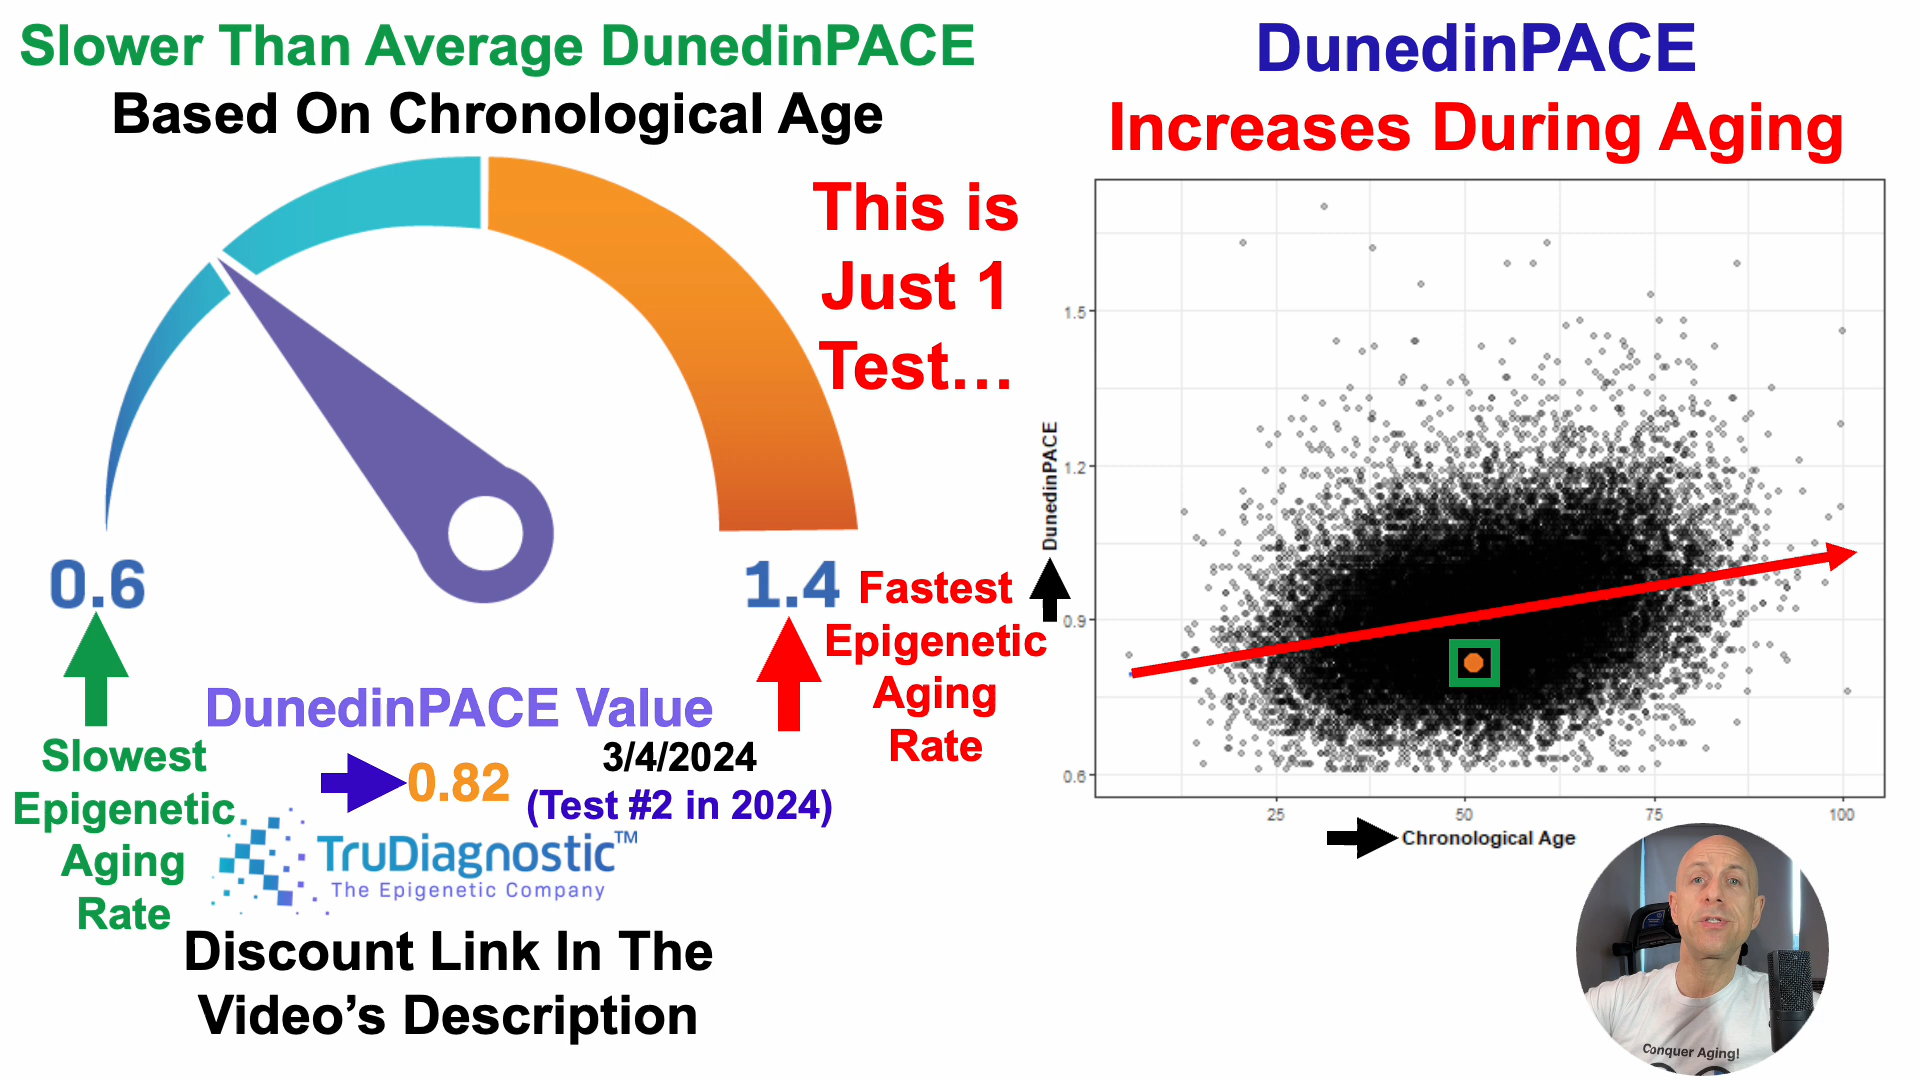 Slower Than Average DunedinPACE
Based On Chronological Age
This is
Just 1
Test…
0.6
1.4
Fastest
Epigenetic
Aging
Rate
Slowest
Epigenetic
Aging
Rate
DunedinPACE Value
0.82
3/4/2024
(Test #2 in 2024)
TruDiagnostic™
The Epigenetic Company
Discount Link In The
Video’s Description
DunedinPACE
Increases During Aging
DunedinPACE
1.5
1.2
0.9
0.6
25
50
75
100
Chronological Age
Conquer Aging!